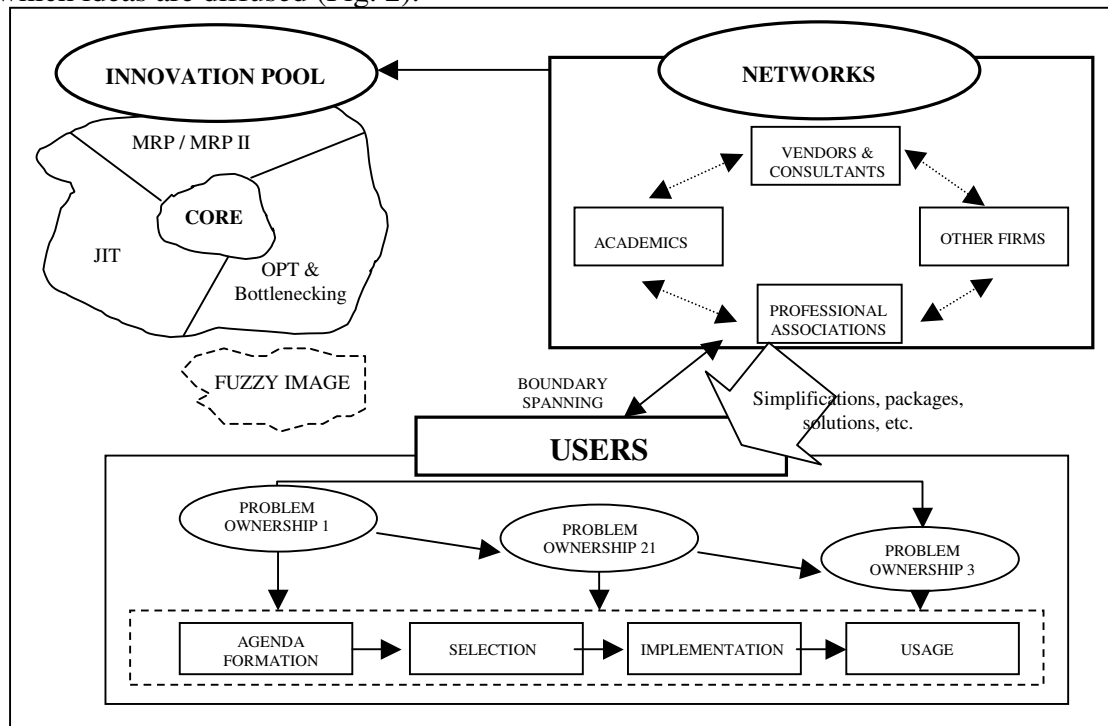 which ideas are diffused (Fig. 2).
INNOVATION POOL
NETWORKS
MRP / MRP II
CORE
JIT
OPT &
Bottlenecking
FUZZY IMAGE
VENDORS &
CONSULTANTS
ACADEMICS
OTHER FIRMS
PROFESSIONAL
ASSOCIATIONS
BOUNDARY
SPANNING
Simplifications, packages,
solutions, etc.
USERS
PROBLEM
OWNERSHIP 1
PROBLEM
OWNERSHIP 21
PROBLEM
OWNERSHIP 3
AGENDA
FORMATION
SELECTION
IMPLEMENTATION
USAGE